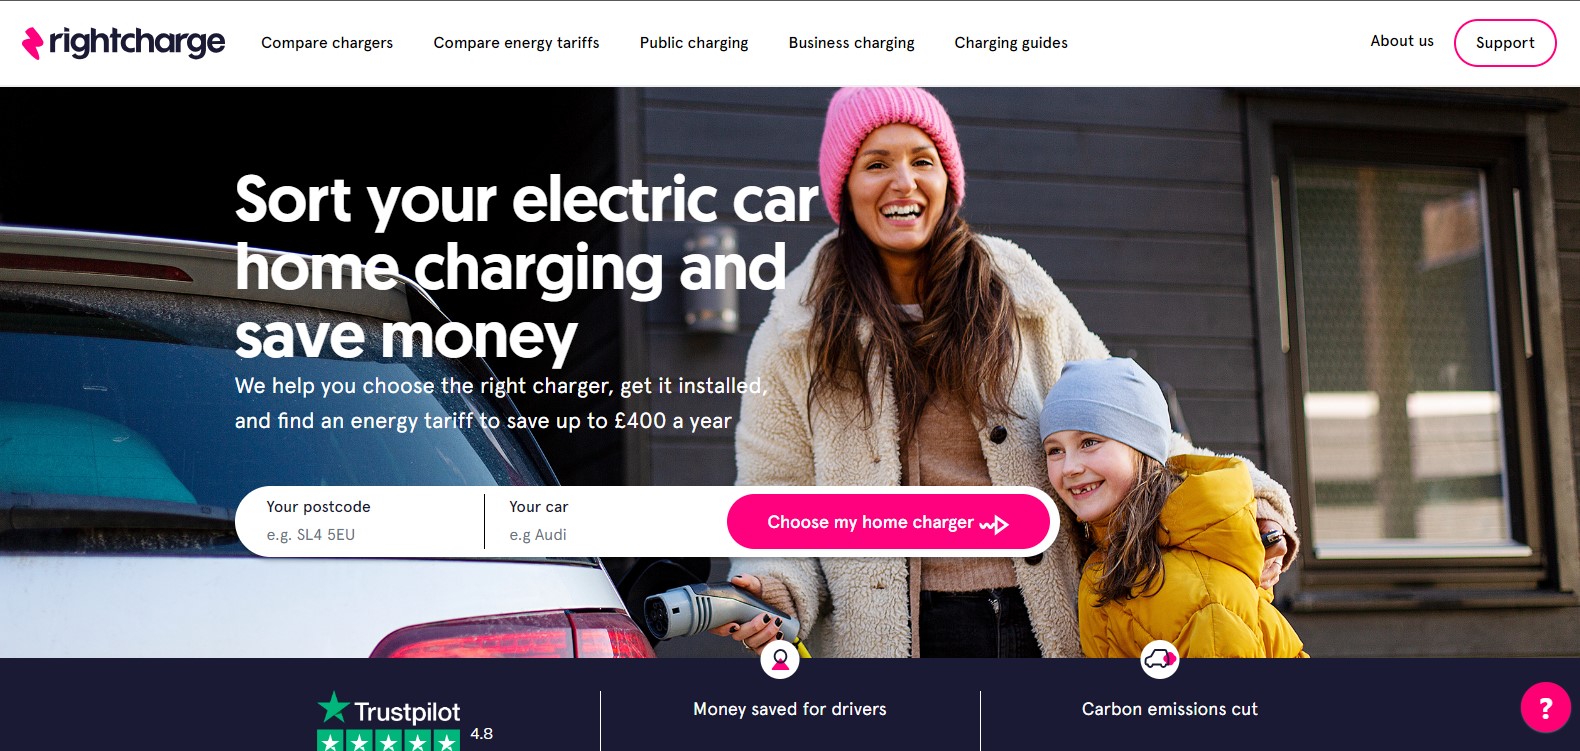 rightcharge
Compare chargers
Compare energy tariffs
Public charging
Business charging
Charging guides
About us
Support
Sort your electric car
home charging and
save money
We help you choose the right charger, get it installed,
and find an energy tariff to save up to £400 a year
Your postcode
e.g. SL4 5EU
Your car
e.g Audi
Choose my home charger
Trustpilot
4.8
Money saved for drivers
Carbon emissions cut
?